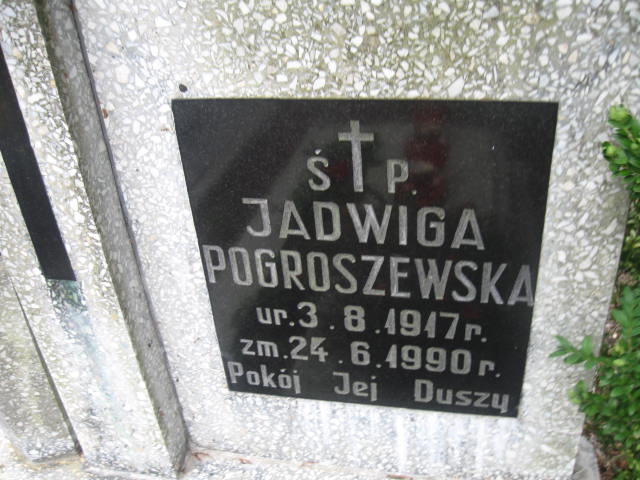 Ś P.
JADWIGA
POGROSZEWSKA
ur. 3.8.1917 r.
zm. 24.6.1990 r.
Pokój Jej Duszy